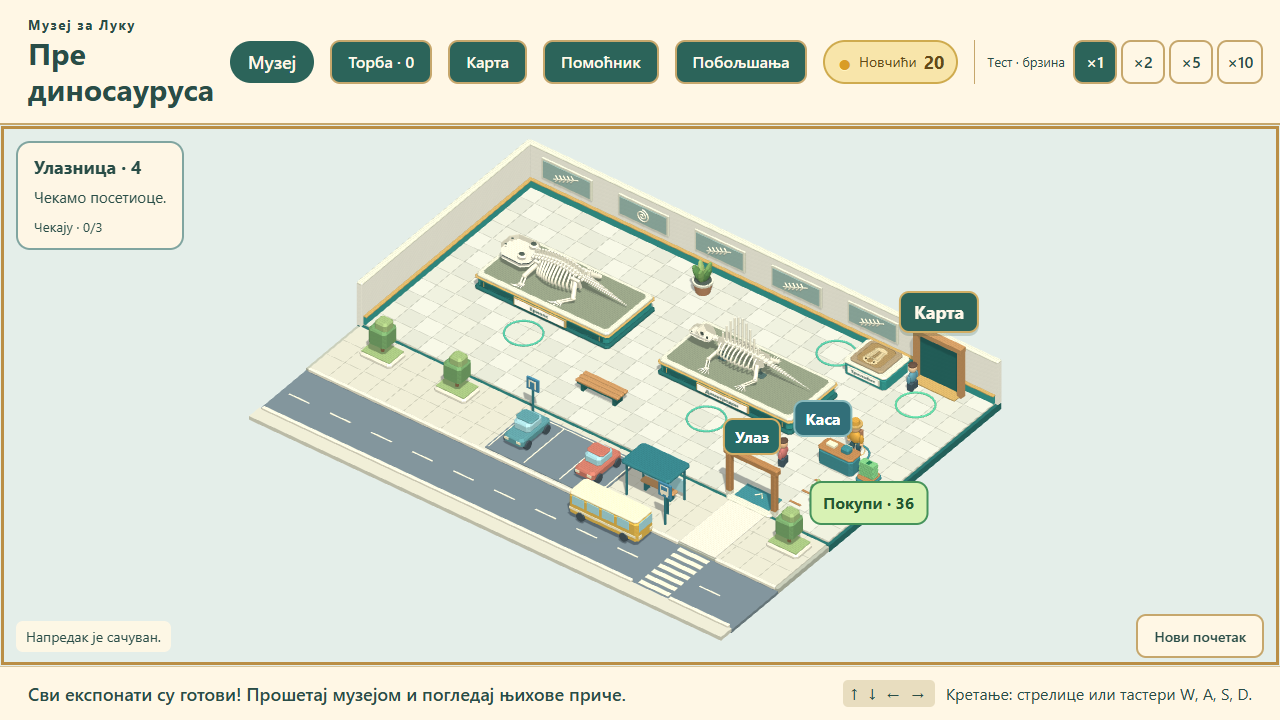 Музеј за Луку
Пре
диносауруса
Музеј
Торба · 0
Карта
Помоћник
Побољшања
Новчићи 20
Тест · брзина
×1
×2
×5
×10
Улазница · 4
Чекамо посетиоце.
Чекају · 0/3
Карта
Каса
Улаз
Покупи · 36
Напредак је сачуван.
Нови почетак
Сви експонати су готови! Прошетај музејом и погледај њихове приче.
↑ ↓ ← → Кретање: стрелице или тастери W, A, S, D.